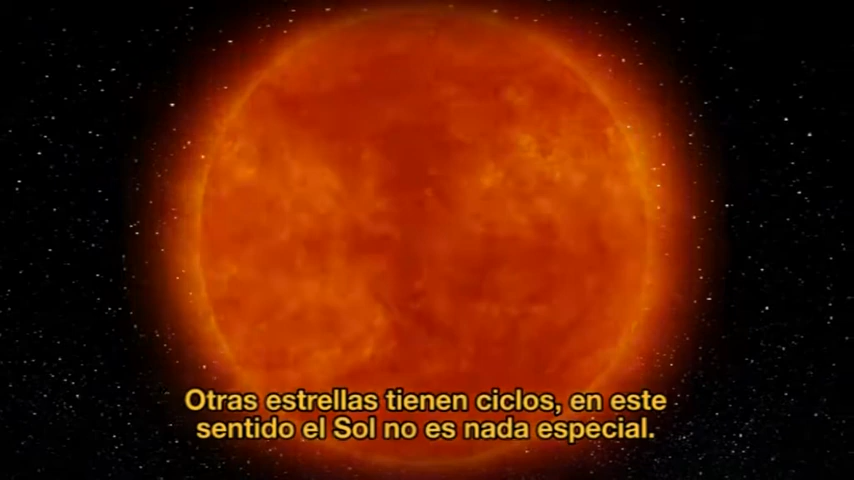 Otras estrellas tienen ciclos, en este
sentido el Sol no es nada especial.